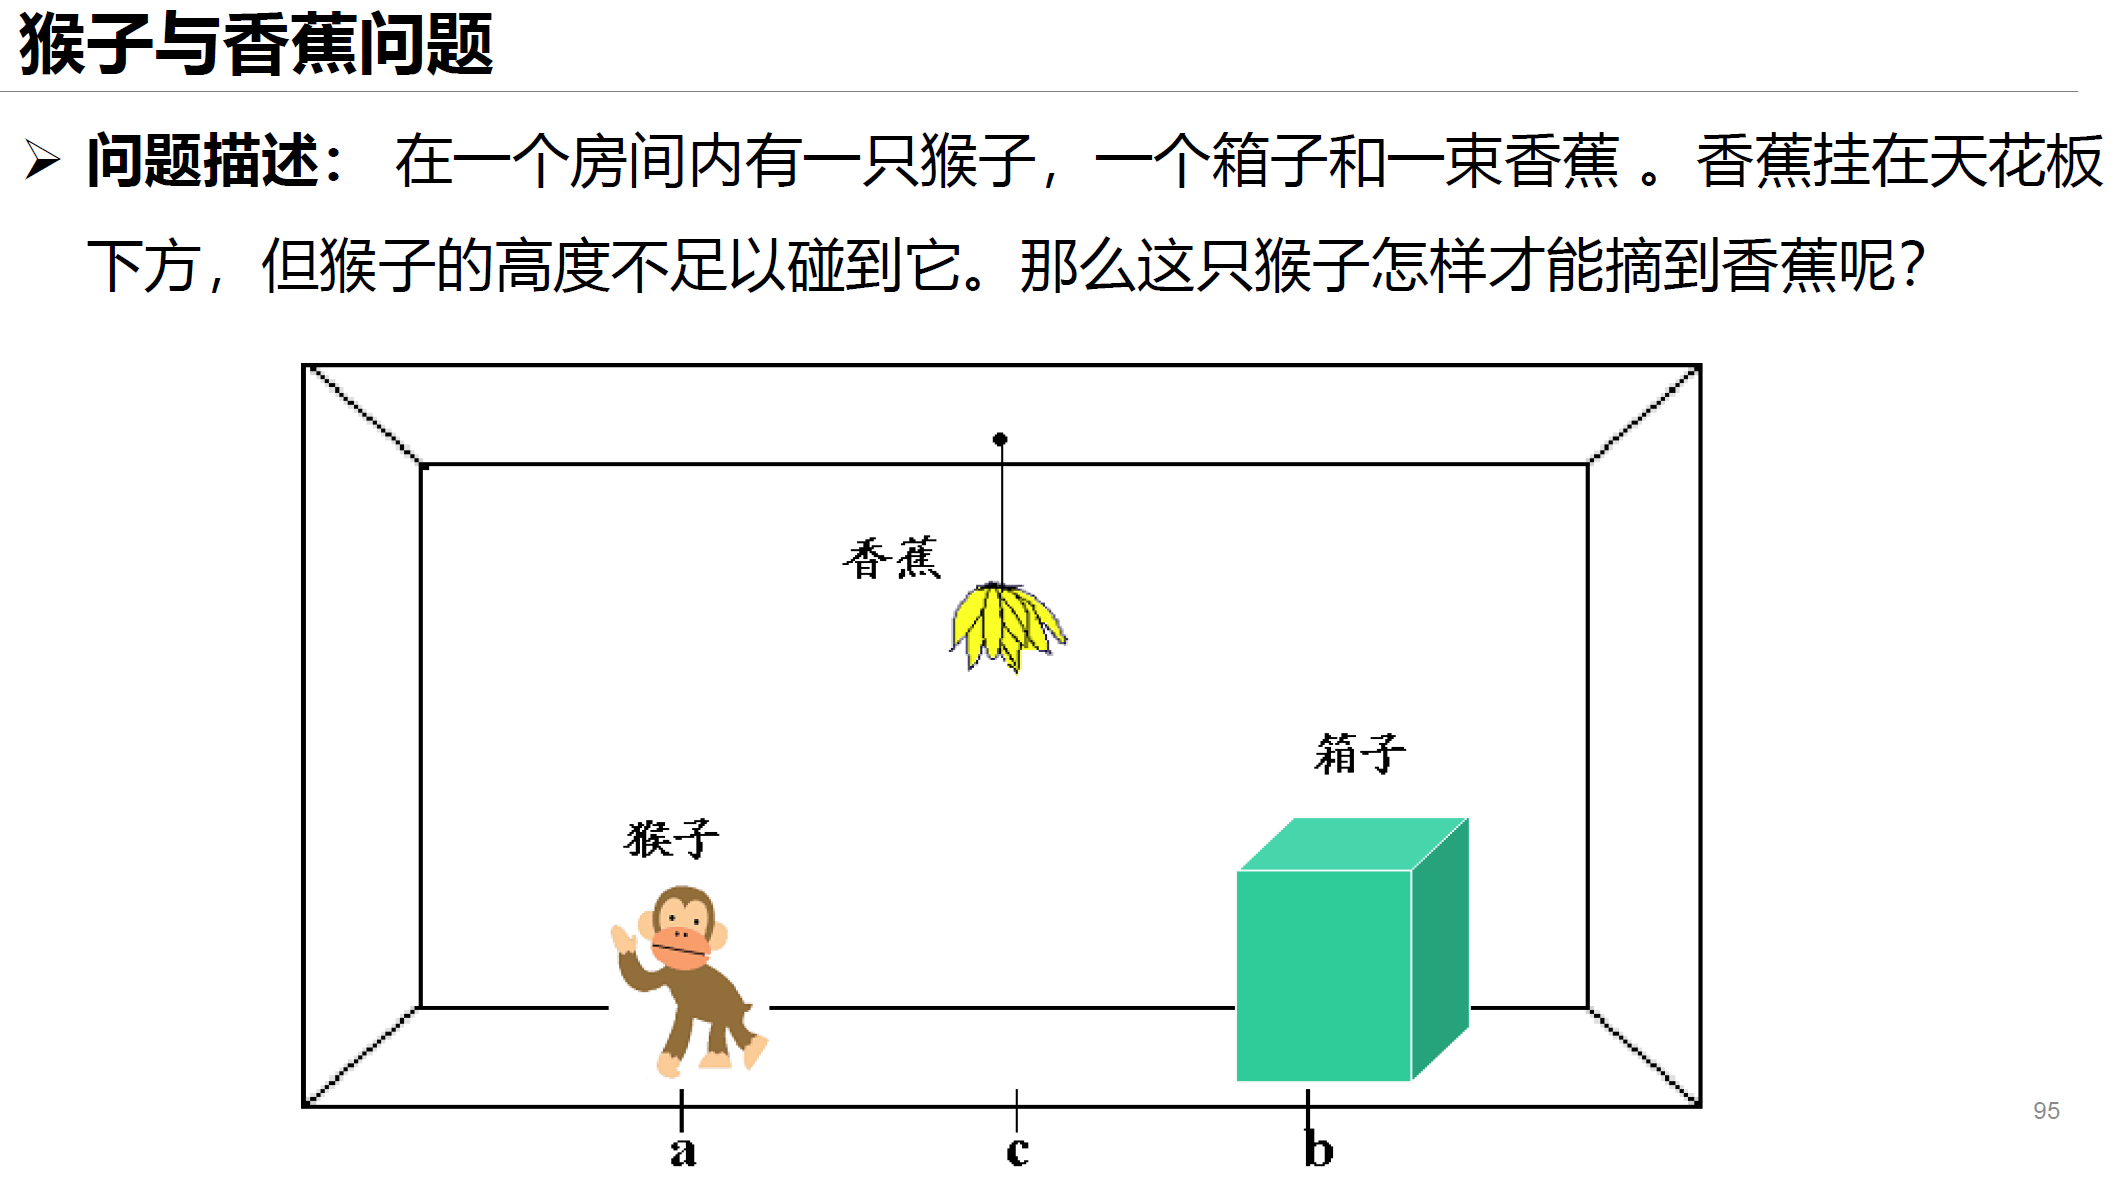 猴子与香蕉问题
➢ 问题描述： 在一个房间内有一只猴子，一个箱子和一束香蕉 。香蕉挂在天花板
下方，但猴子的高度不足以碰到它。那么这只猴子怎样才能摘到香蕉呢？
香蕉
箱子
猴子
95
a c b